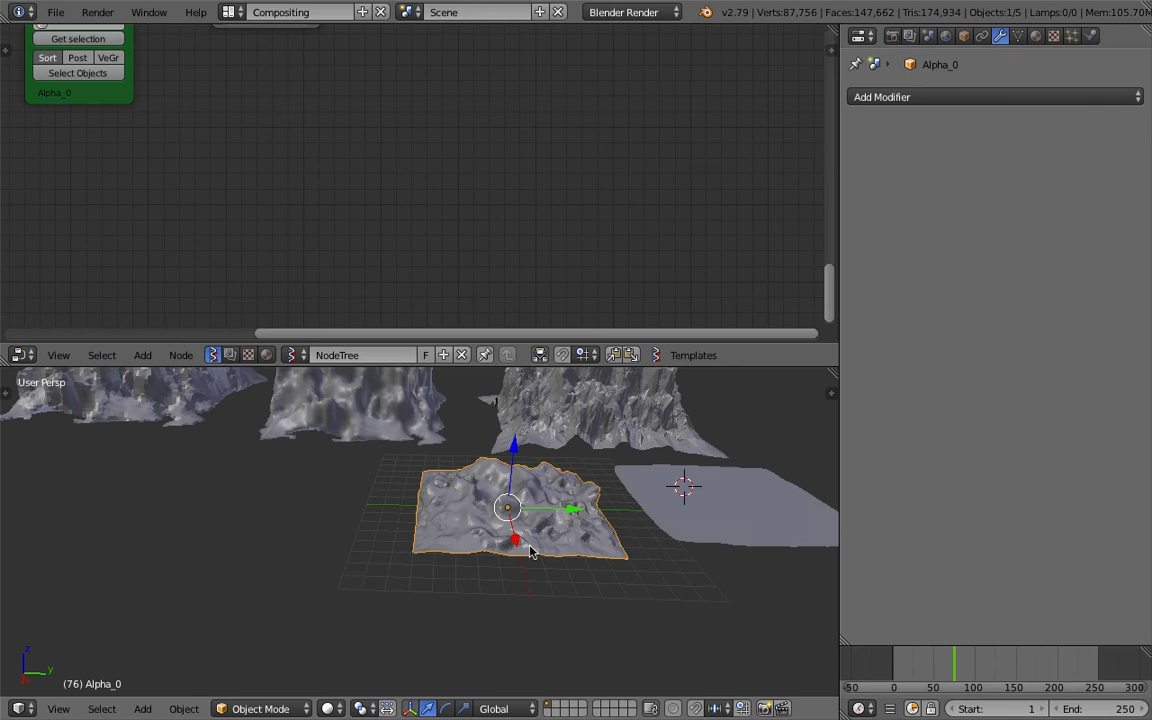 File Render Window Help Compositing Scene Blender Render v2.79 | Verts:87,756 | Faces:147,662 | Tris:174,934 | Objects:1/5 | Lamps:0/0 | Mem:105.70M
Get selection
Sort Post VeGr
Select Objects
Alpha_0
Alpha_0
Add Modifier
View Select Add Node NodeTree F Templates
User Persp
z
y
(76) Alpha_0
-50 0 50 100 150 200 250 300
View Select Add Object Object Mode Global
Start: 1 End: 250